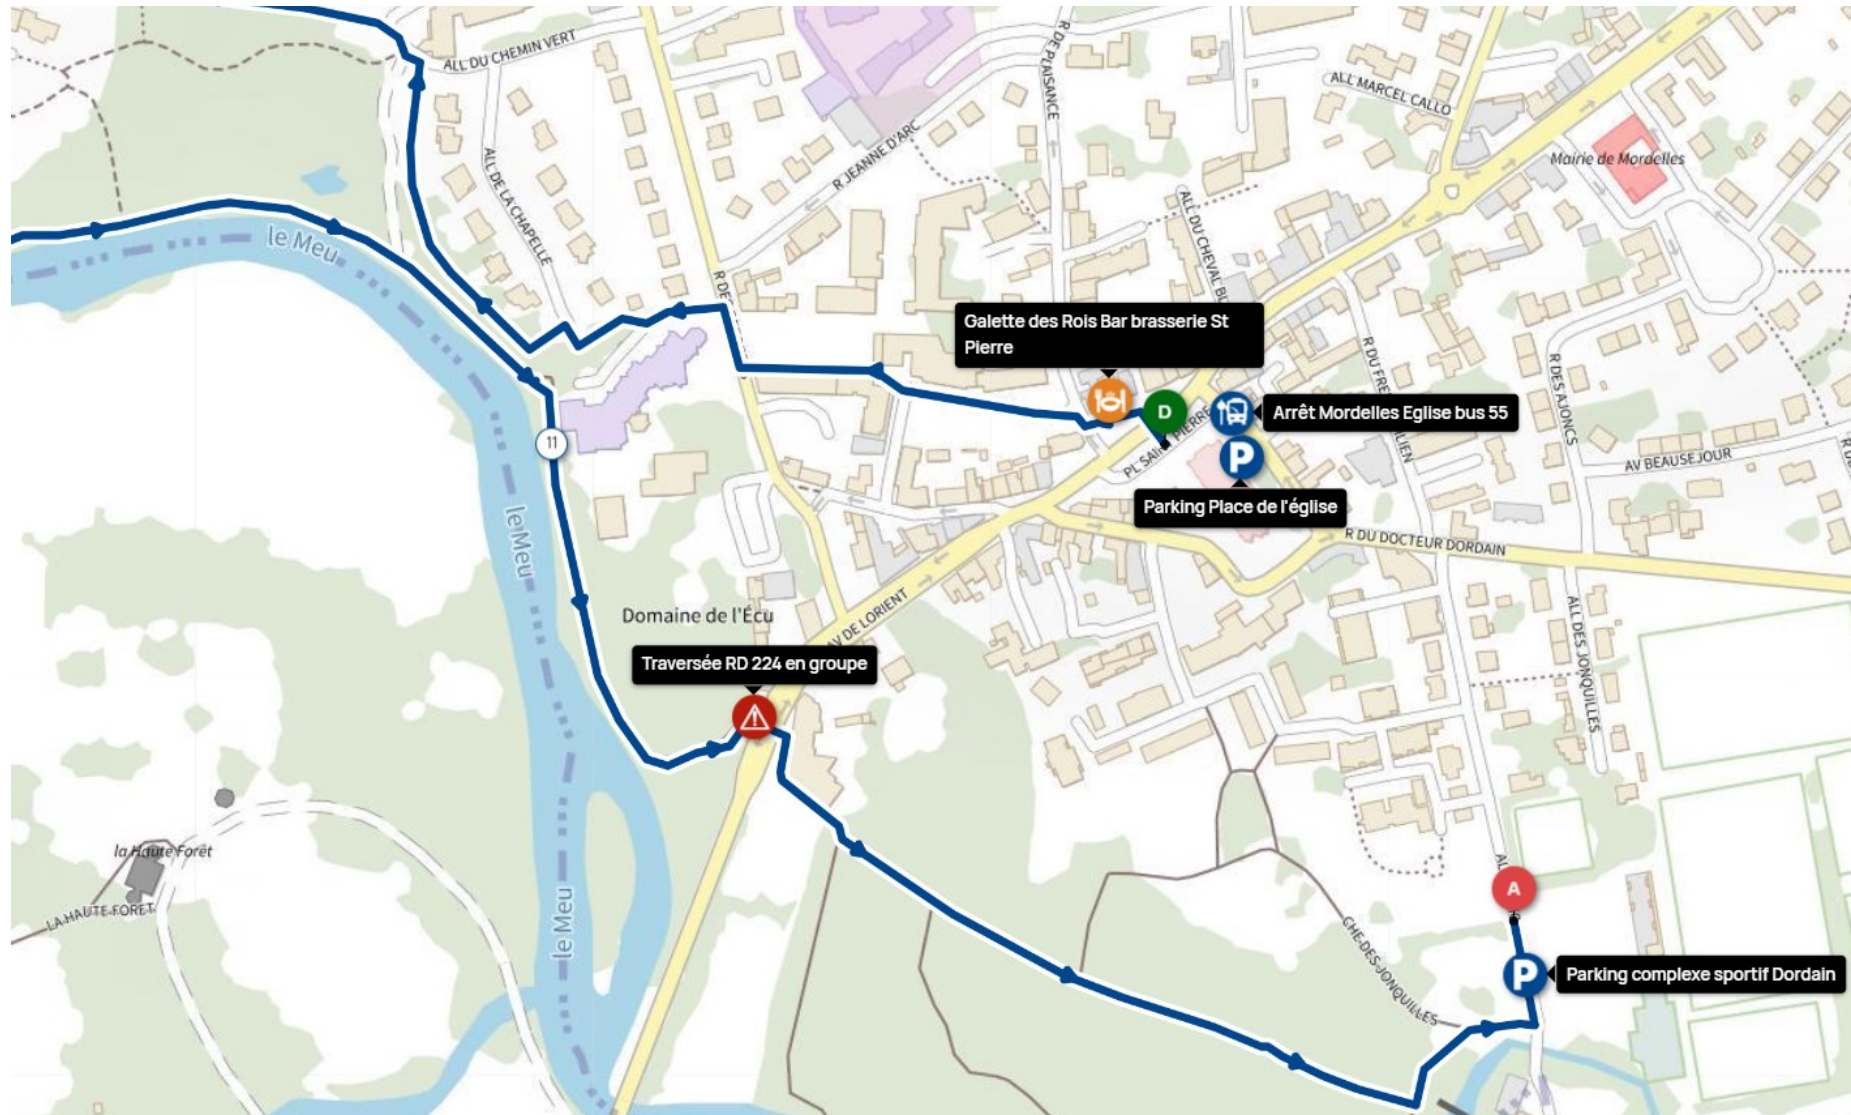 ALL DU CHEMIN VERT
R DE PLAISANCE
ALL MARCEL CALLO
Mairie de Mordelles
R JEANNE D'ARC
ALL DE LA CHAPELLE
ALL DU CHEVAL BL
le Meu
R DES
Galette des Rois Bar brasserie St
Pierre
R DU FRE
LIEN
R DES AJONCS
D
Arrêt Mordelles Eglise bus 55
PL SAINT PIERRE
P
AV BEAUSEJOUR
11
Parking Place de l'église
le Meu
R DU DOCTEUR DORDAIN
Domaine de l'Écu
AV DE LORIENT
ALL DES JONQUILLES
Traversée RD 224 en groupe
la Haute Forêt
LA HAUTE FORET
A
le Meu
CHE DES JONQUILLES
P
Parking complexe sportif Dordain